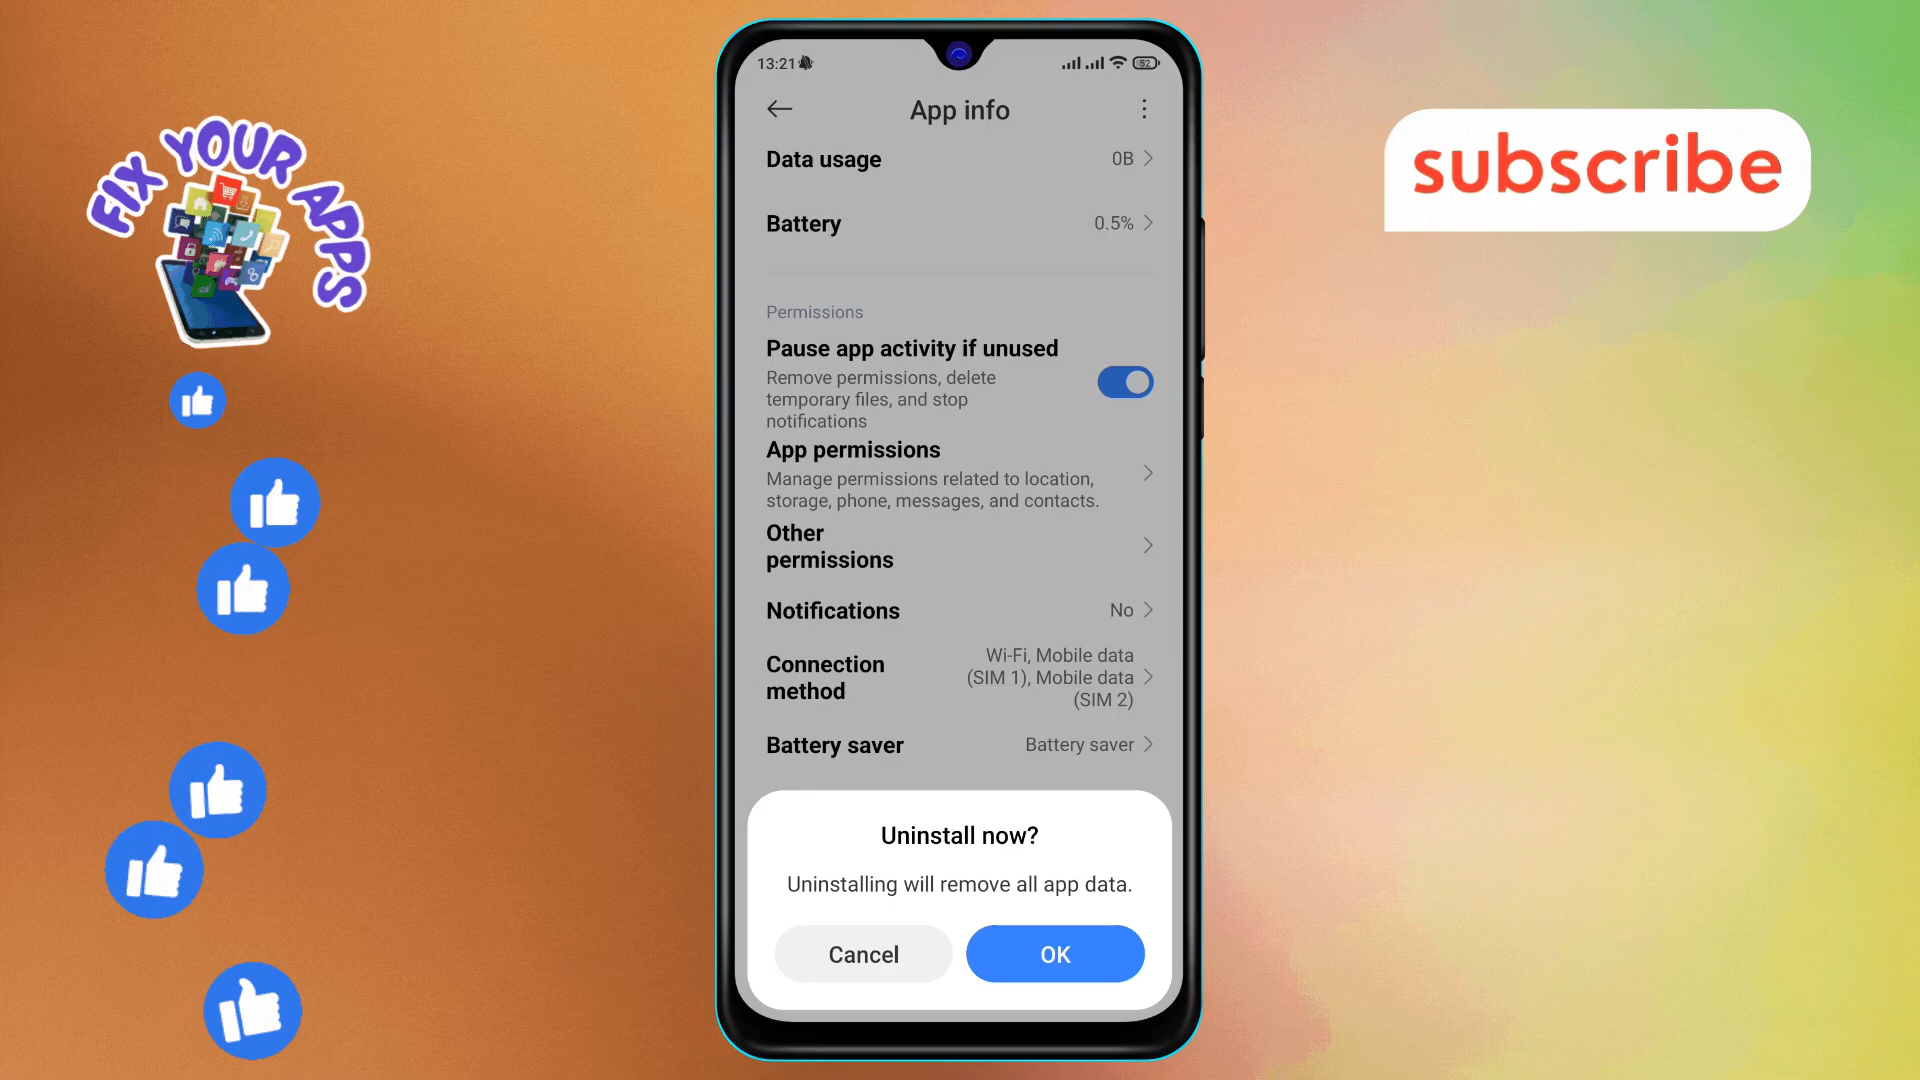 FIX YOUR APPS
subscribe
13:21
52
App info
Data usage
0B
Battery
0.5%
Permissions
Pause app activity if unused
Remove permissions, delete
temporary files, and stop
notifications
App permissions
Manage permissions related to location,
storage, phone, messages, and contacts.
Other
permissions
Notifications
No
Connection
method
Wi-Fi, Mobile data
(SIM 1), Mobile data
(SIM 2)
Battery saver
Battery saver
Uninstall now?
Uninstalling will remove all app data.
Cancel
OK